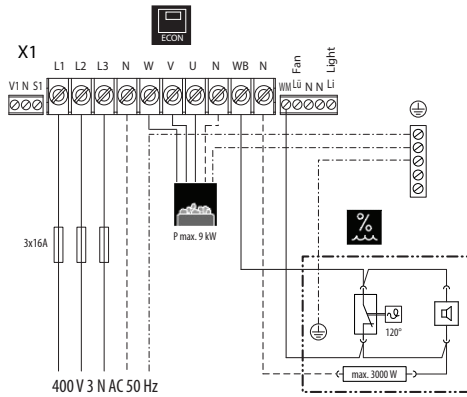 ECON
X1
L1 L2 L3 N W V U N WB N
Fan
Light
V1 N S1
WM Lü N N Li
3x16A
P max. 9 kW
%
120°
max. 3000 W
400 V 3 N AC 50 Hz